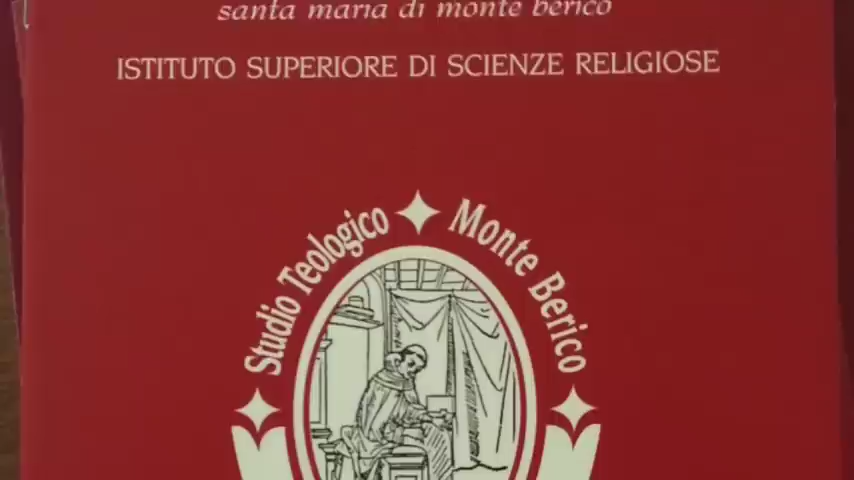 santa maria di monte berico
ISTITUTO SUPERIORE DI SCIENZE RELIGIOSE
Studio Teologico Monte Berico